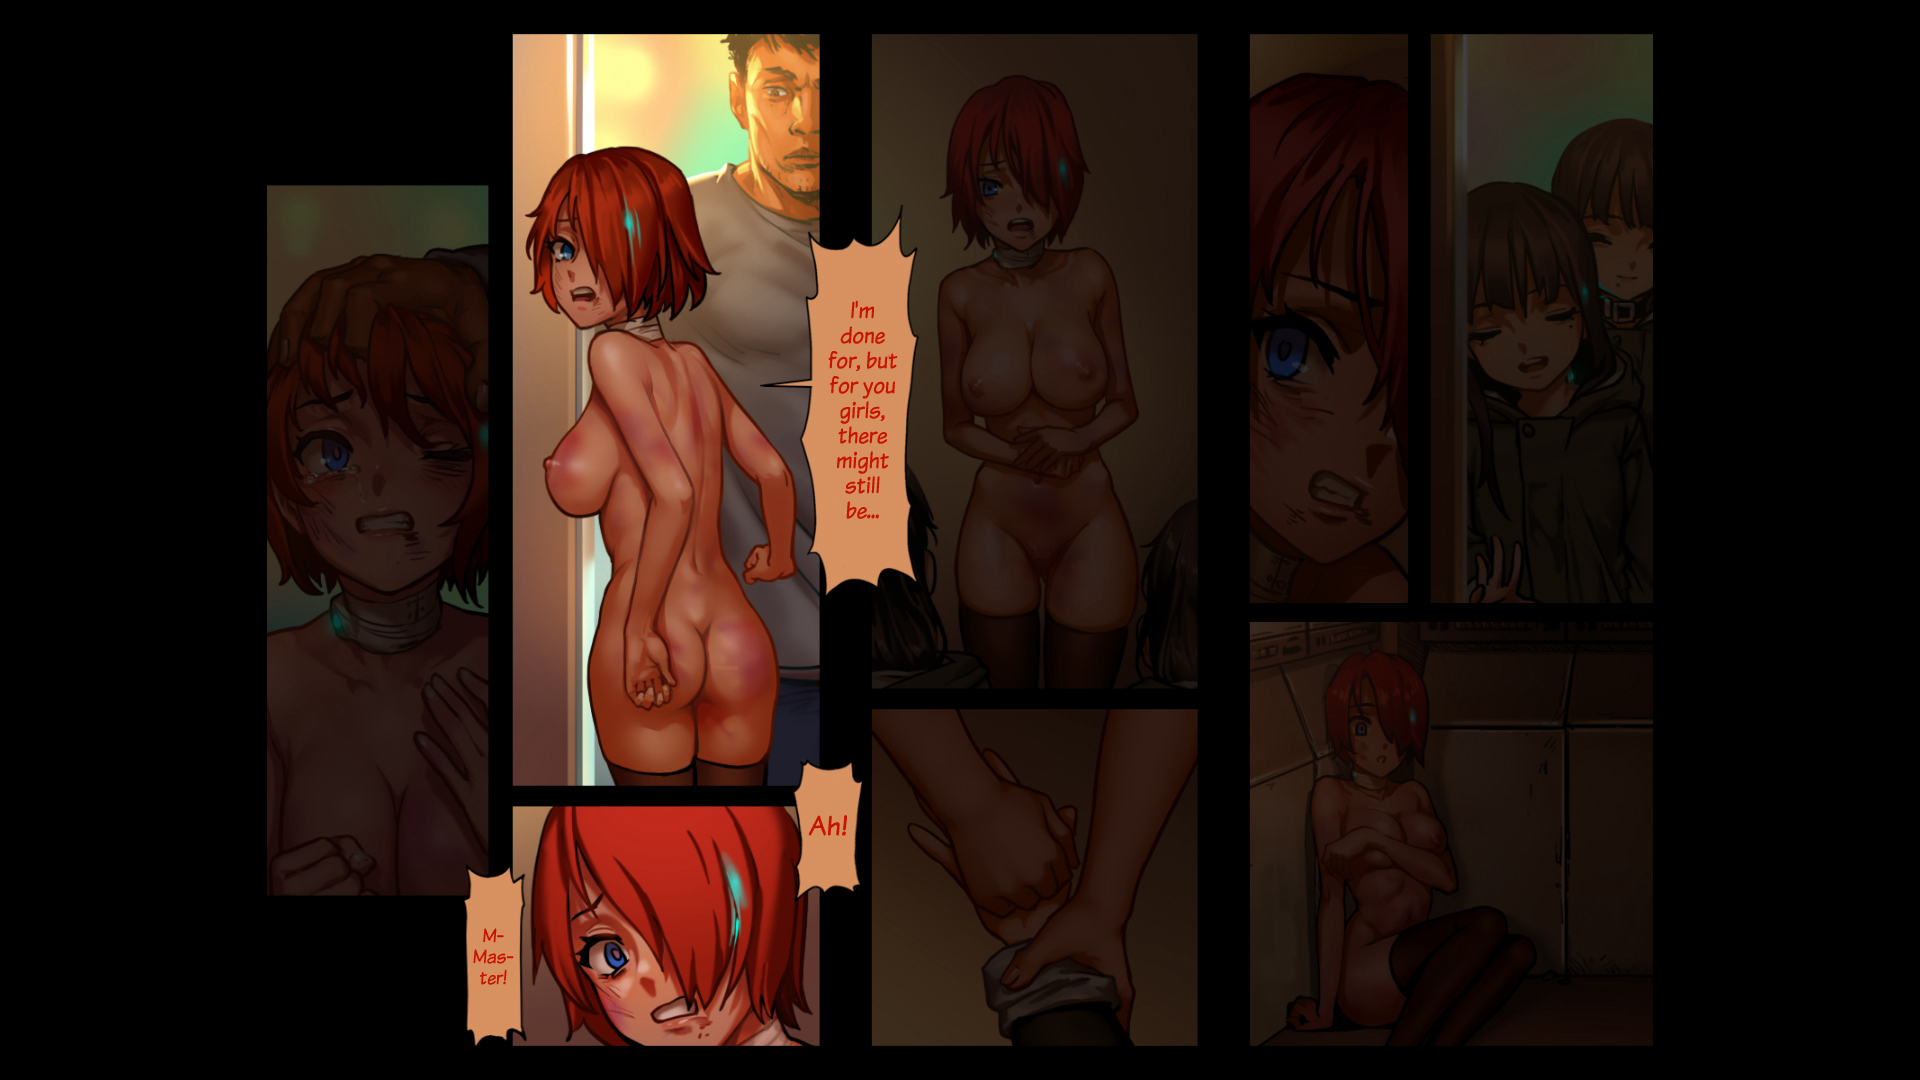 I'm
done
for, but
for you
girls,
there
might
still
be...
Ah!
M-
Mas-
ter!